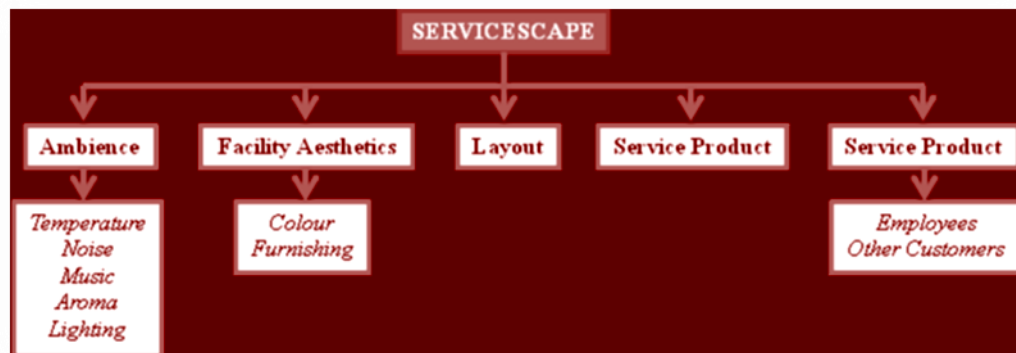 SERVICESCAPE
Ambience
Facility Aesthetics
Layout
Service Product
Service Product
Temperature
Noise
Music
Aroma
Lighting
Colour
Furnishing
Employees
Other Customers